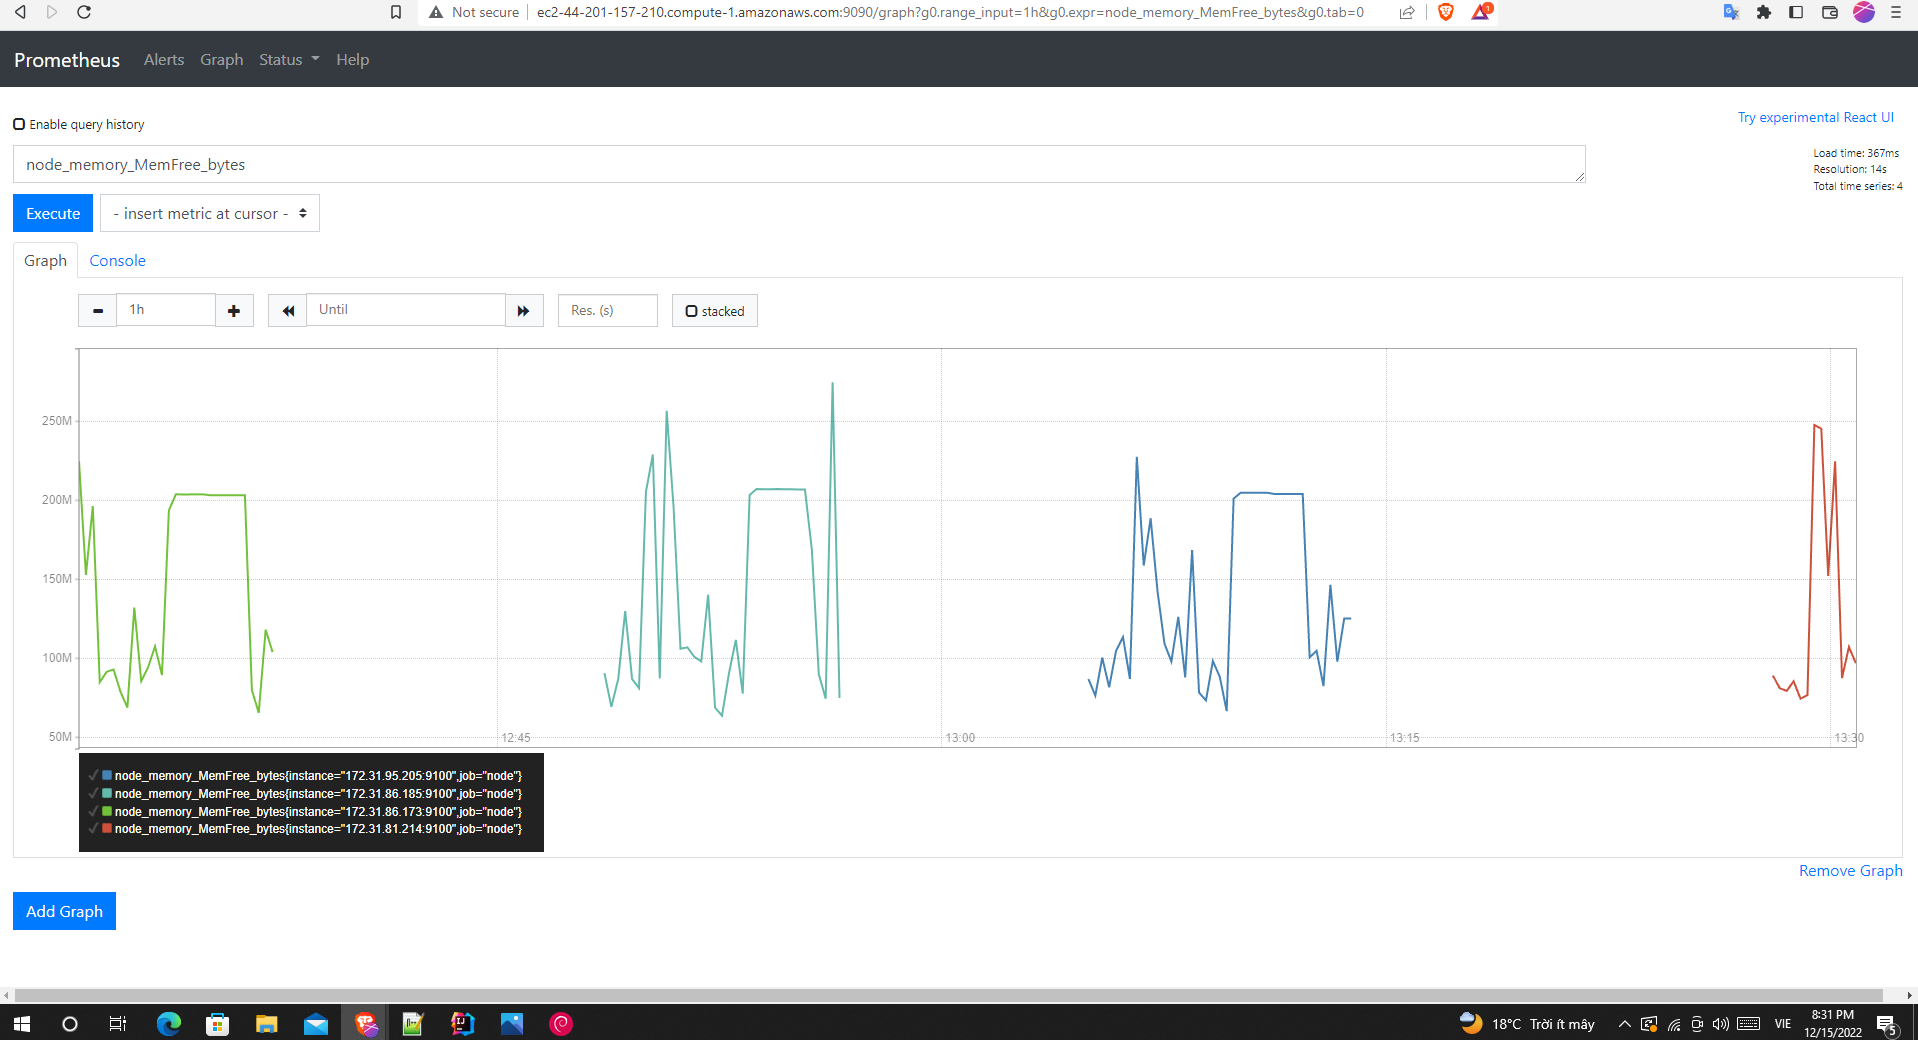 Not secure ec2-44-201-157-210.compute-1.amazonaws.com:9090/graph?g0.range_input=1h&g0.expr=node_memory_MemFree_bytes&g0.tab=0 1
Prometheus Alerts Graph Status Help
Enable query history
Try experimental React UI
node_memory_MemFree_bytes
Load time: 367ms
Resolution: 14s
Total time series: 4
Execute - insert metric at cursor -
Graph Console
1h Until Res. (s) stacked
250M
200M
150M
100M
50M
12:45 13:00 13:15 13:30
node_memory_MemFree_bytes{instance="172.31.95.205:9100",job="node"}
node_memory_MemFree_bytes{instance="172.31.86.185:9100",job="node"}
node_memory_MemFree_bytes{instance="172.31.86.173:9100",job="node"}
node_memory_MemFree_bytes{instance="172.31.81.214:9100",job="node"}
Remove Graph
Add Graph
18°C Trời ít mây VIE 8:31 PM
12/15/2022 5